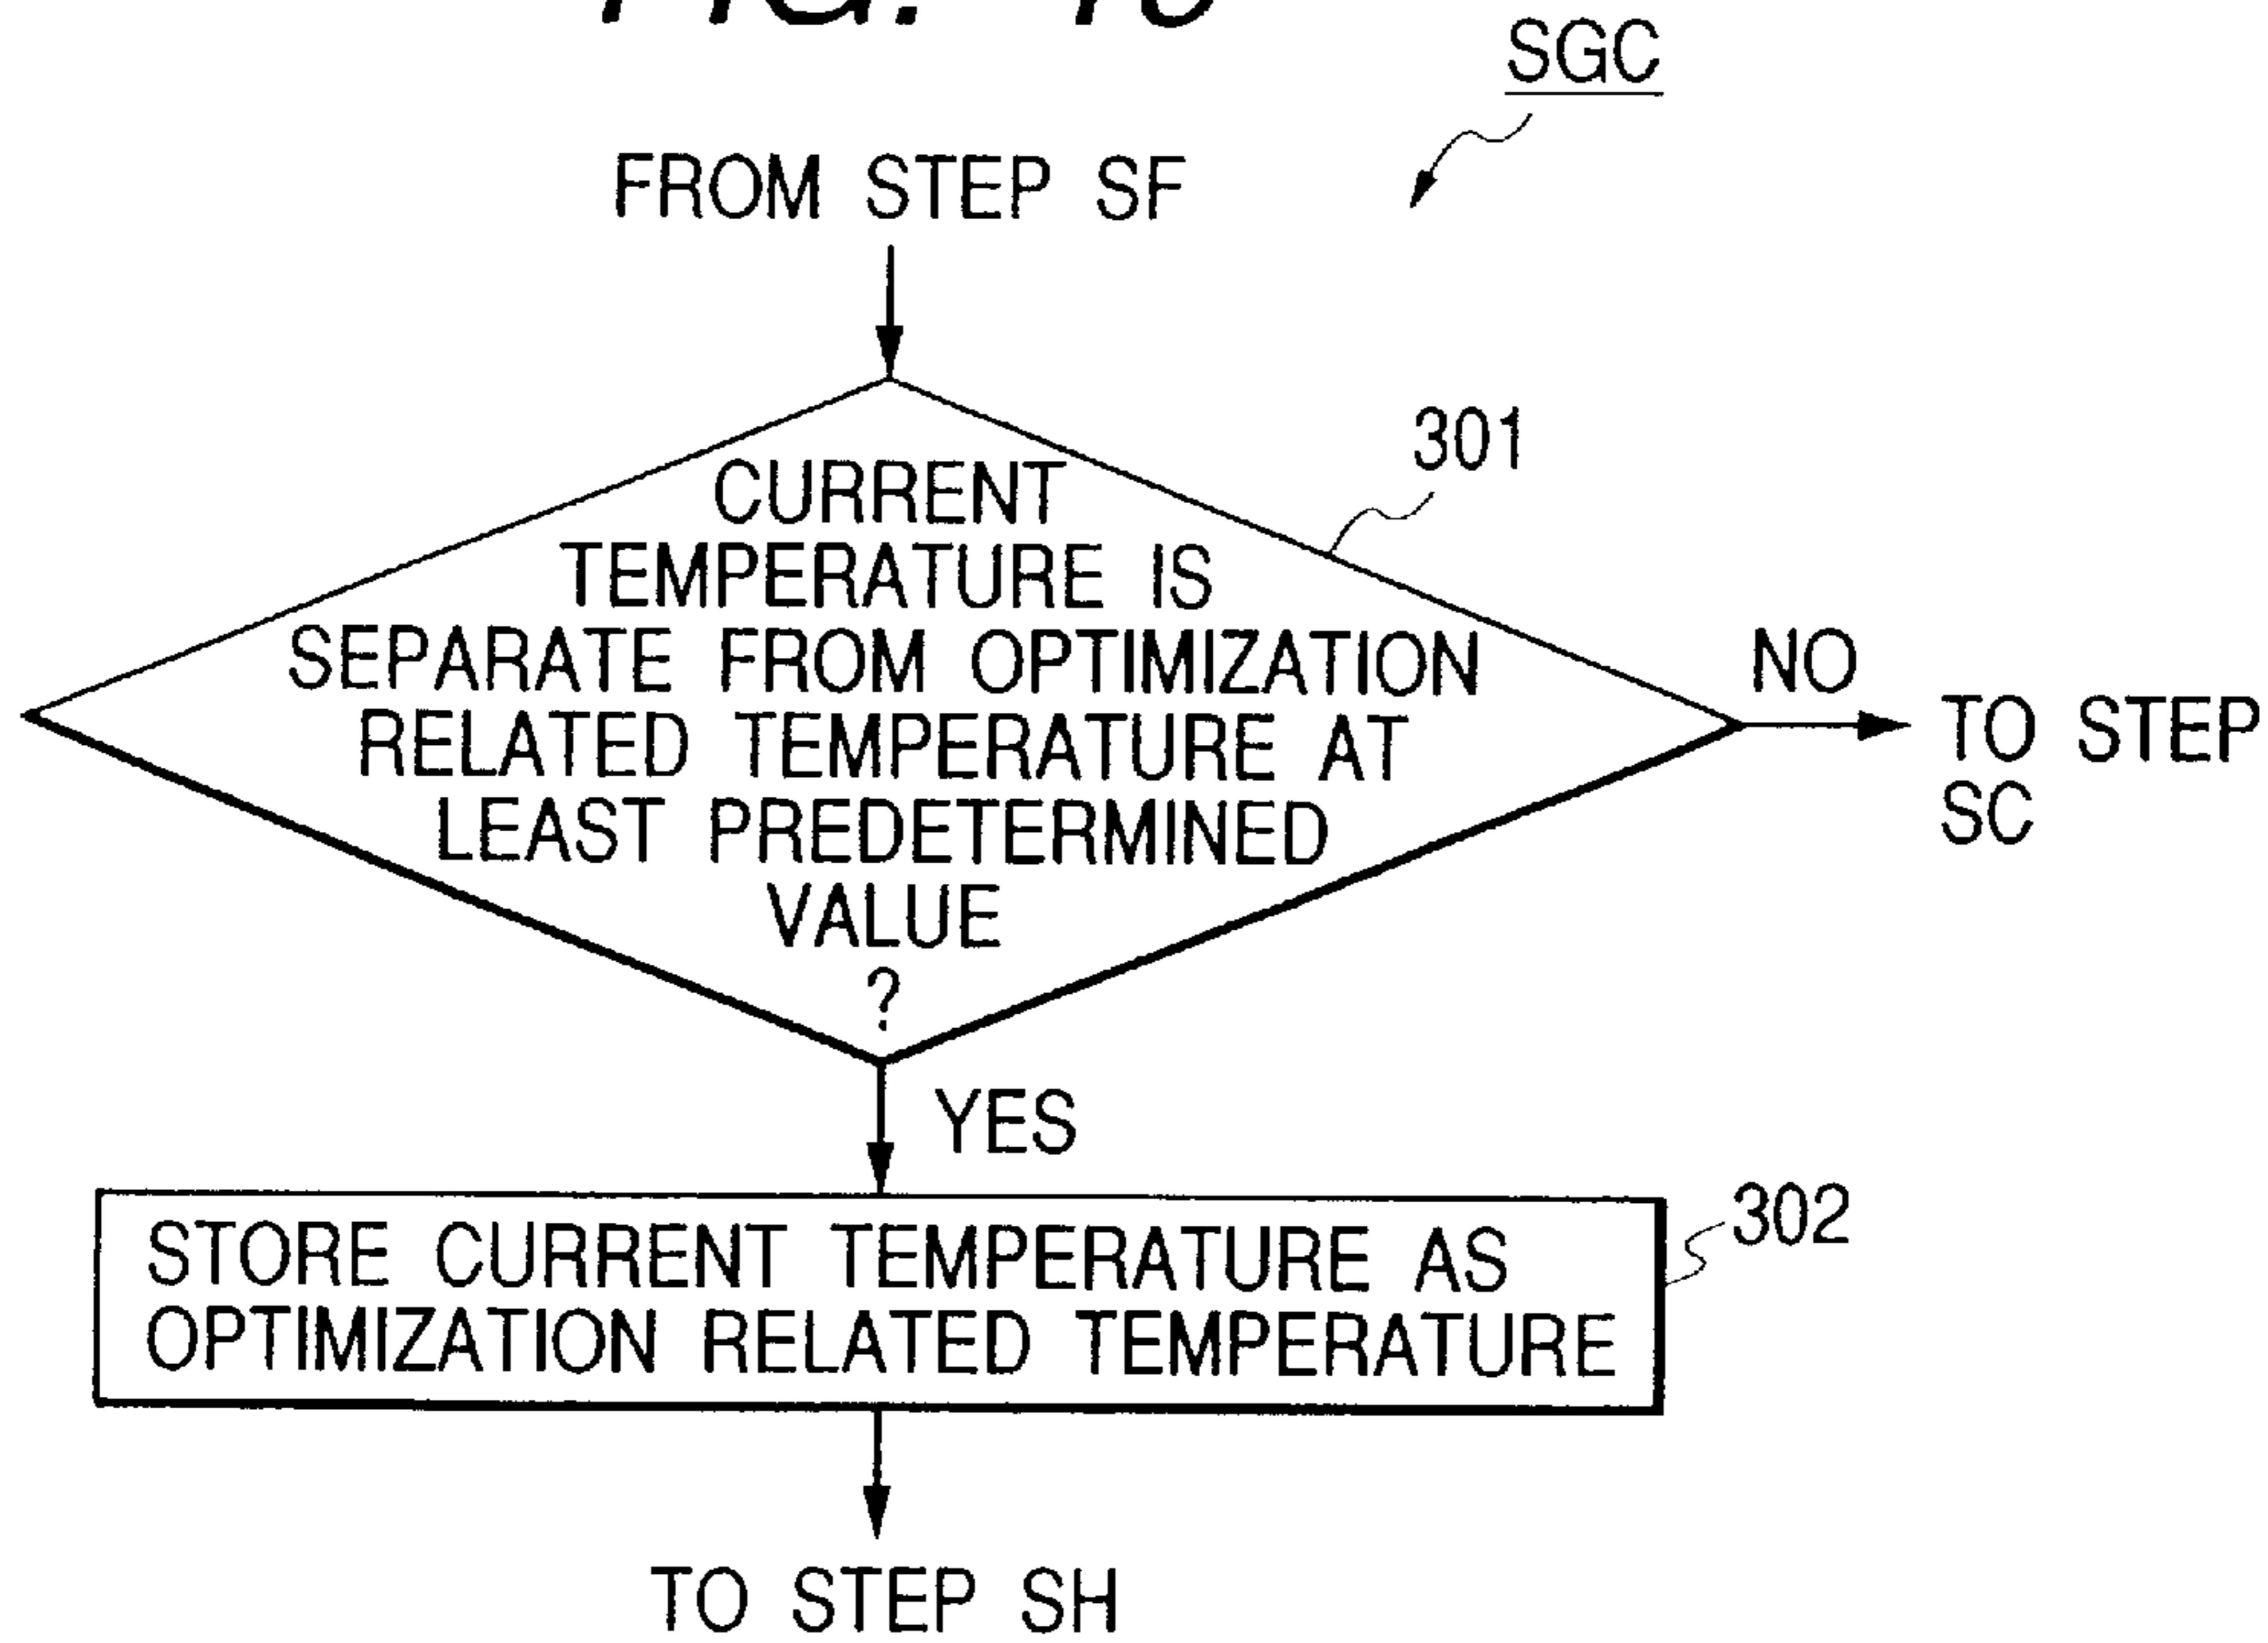 SGC
FROM STEP SF
301
CURRENT
TEMPERATURE IS
SEPARATE FROM OPTIMIZATION
RELATED TEMPERATURE AT
LEAST PREDETERMINED
VALUE
?
NO
TO STEP
SC
YES
302
STORE CURRENT TEMPERATURE AS
OPTIMIZATION RELATED TEMPERATURE
TO STEP SH